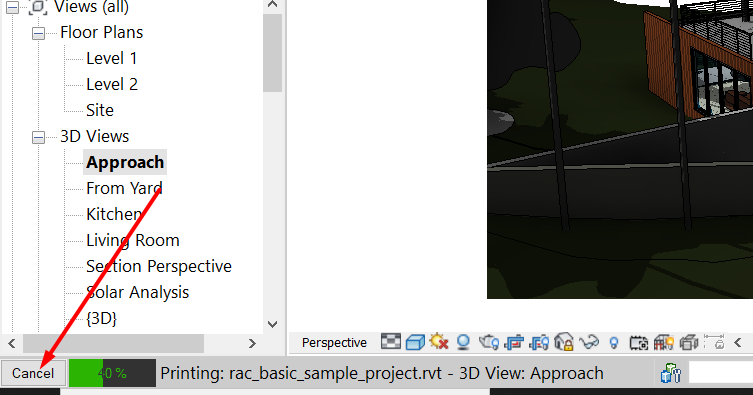 Views (all)
Floor Plans
Level 1
Level 2
Site
3D Views
Approach
From Yard
Kitchen
Living Room
Section Perspective
Solar Analysis
{3D}
Perspective
Cancel
40 %
Printing: rac_basic_sample_project.rvt - 3D View: Approach